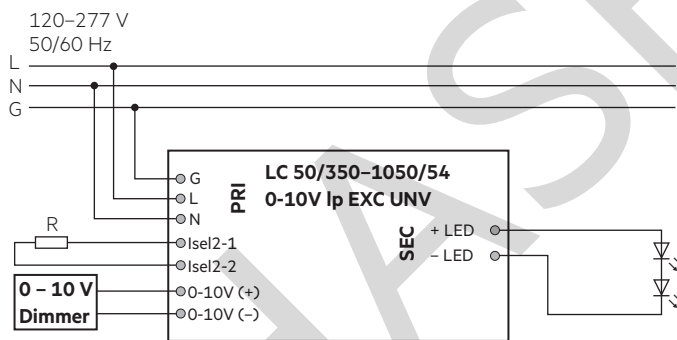 120–277 V
50/60 Hz
L
N
G
LC 50/350–1050/54
0-10V lp EXC UNV
PRI
G
L
N
R
Isel2-1
Isel2-2
0 – 10 V
Dimmer
0-10V (+)
0-10V (–)
SEC
+ LED
– LED